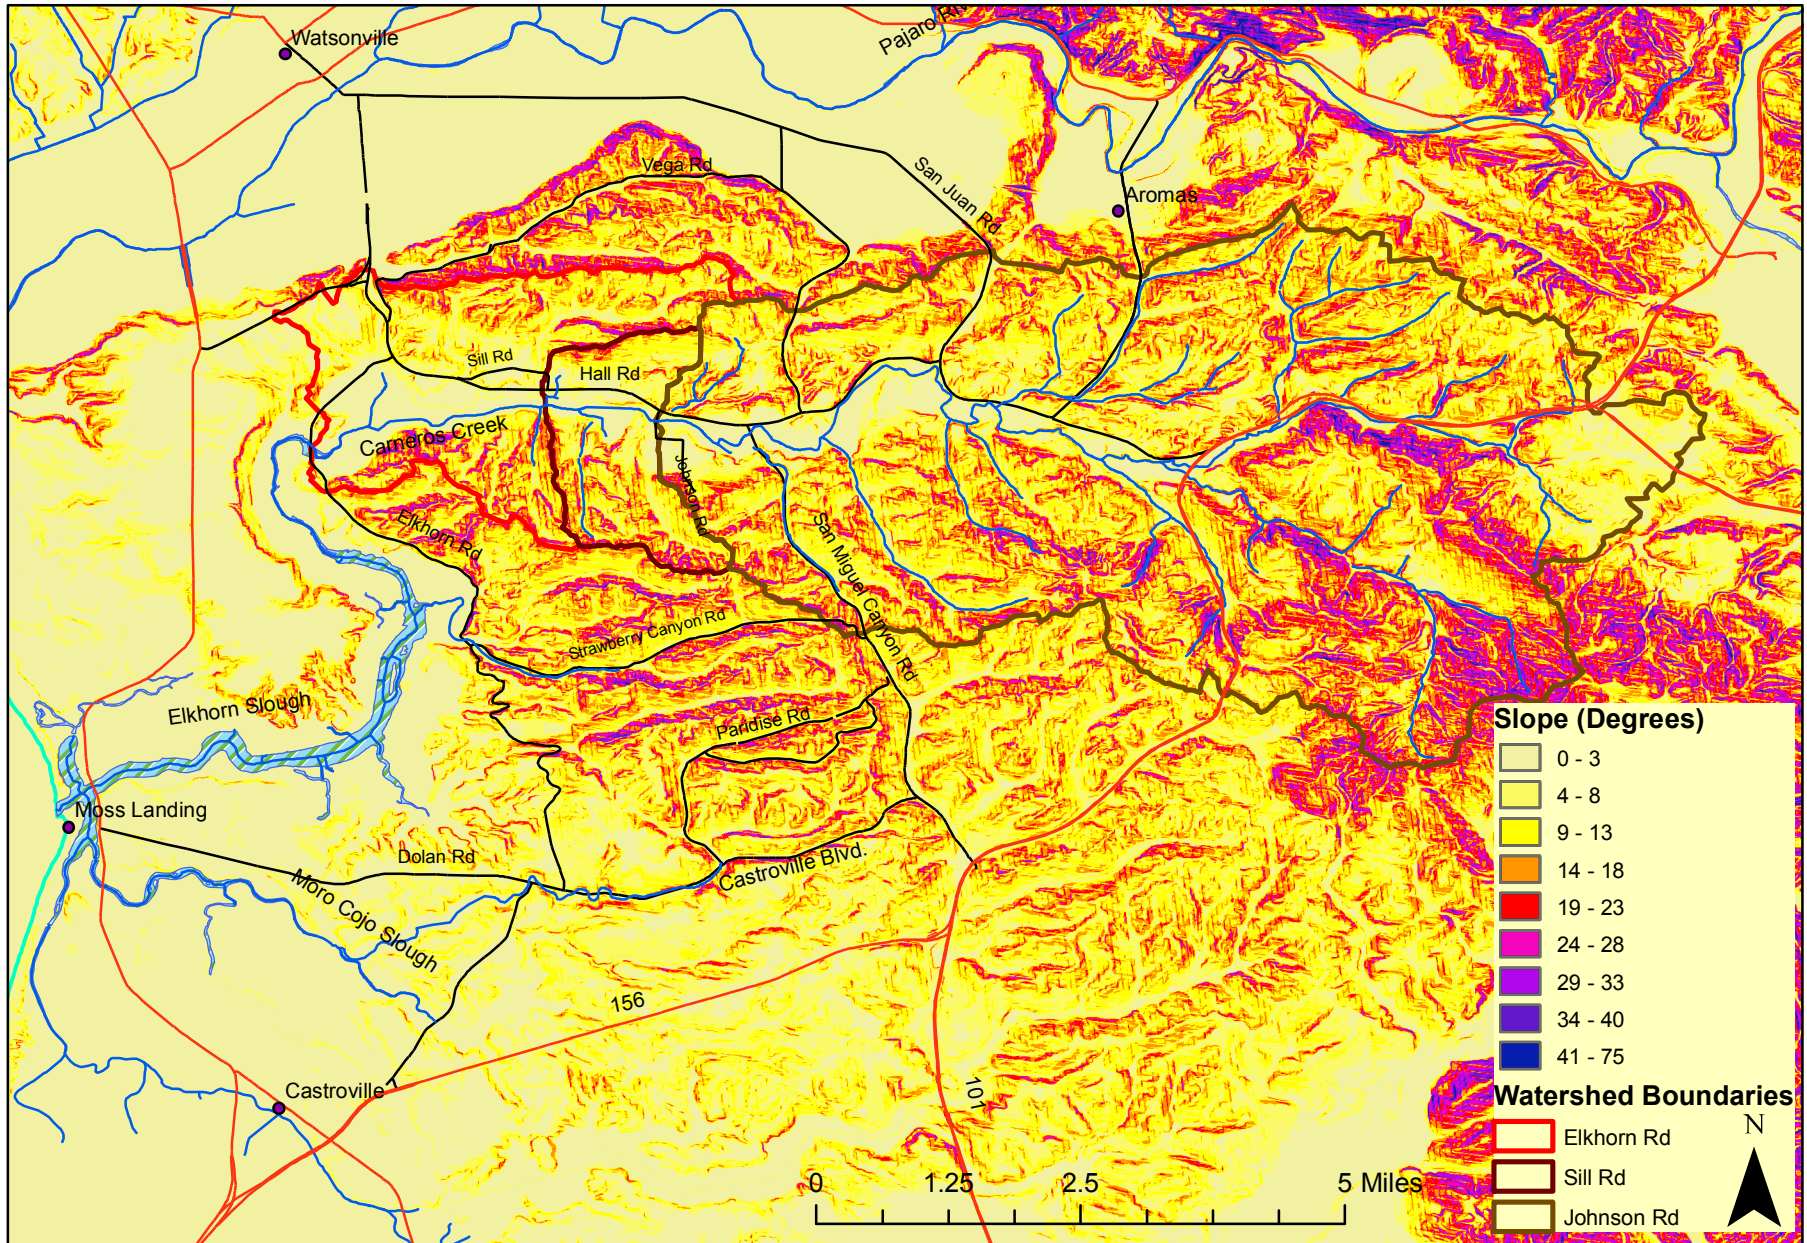 Watsonville
Pajaro Riv
Vega Rd
San Juan Rd
Aromas
Sill Rd
Hall Rd
Carneros Creek
Johnson Rd
Elkhorn Rd
San Miguel Canyon Rd
Strawberry Canyon Rd
Elkhorn Slough
Paridise Rd
Moss Landing
Dolan Rd
Castroville Blvd.
Moro Cojo Slough
156
Castroville
101
0 1.25 2.5 5 Miles
Slope (Degrees)
0 - 3
4 - 8
9 - 13
14 - 18
19 - 23
24 - 28
29 - 33
34 - 40
41 - 75
Watershed Boundaries
Elkhorn Rd
Sill Rd
Johnson Rd
N